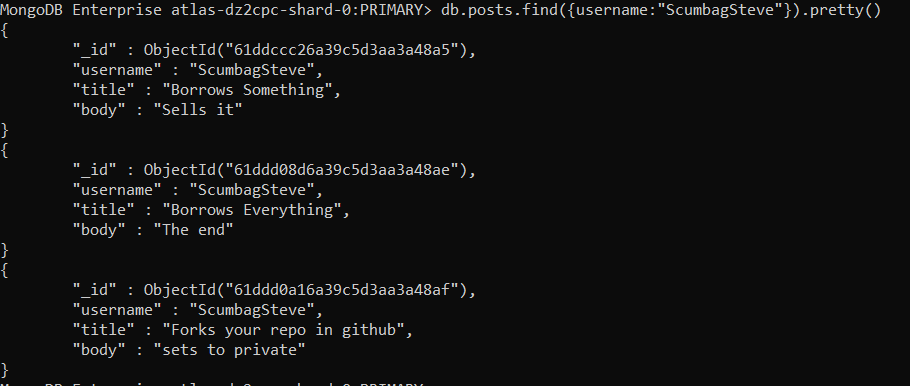 MongoDB Enterprise atlas-dz2cpc-shard-0:PRIMARY> db.posts.find({username:"ScumbagSteve"}).pretty()
{
"_id" : ObjectId("61ddccc26a39c5d3aa3a48a5"),
"username" : "ScumbagSteve",
"title" : "Borrows Something",
"body" : "Sells it"
}
{
"_id" : ObjectId("61ddd08d6a39c5d3aa3a48ae"),
"username" : "ScumbagSteve",
"title" : "Borrows Everything",
"body" : "The end"
}
{
"_id" : ObjectId("61ddd0a16a39c5d3aa3a48af"),
"username" : "ScumbagSteve",
"title" : "Forks your repo in github",
"body" : "sets to private"
}